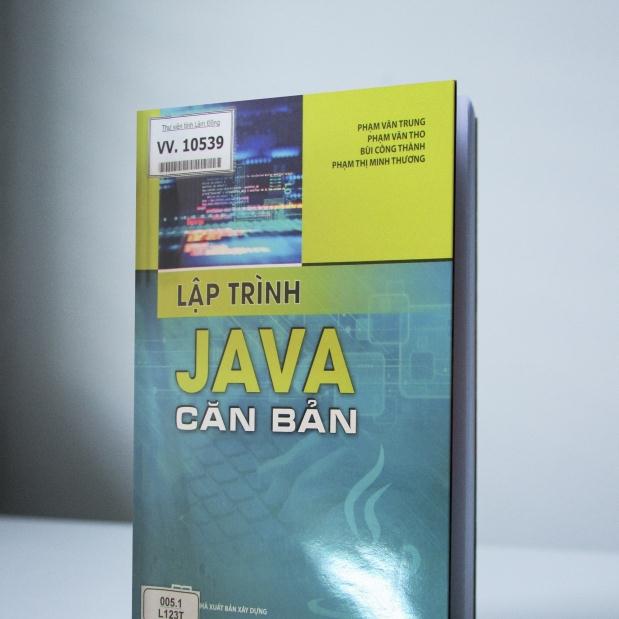 Thư viện tỉnh Lâm Đồng
VV. 10539
PHẠM VĂN TRUNG
PHẠM VĂN THO
BÙI CÔNG THÀNH
PHẠM THỊ MINH THƯƠNG
LẬP TRÌNH
JAVA
CĂN BẢN
005.1
L123T
XUẤT BẢN XÂY DỰNG